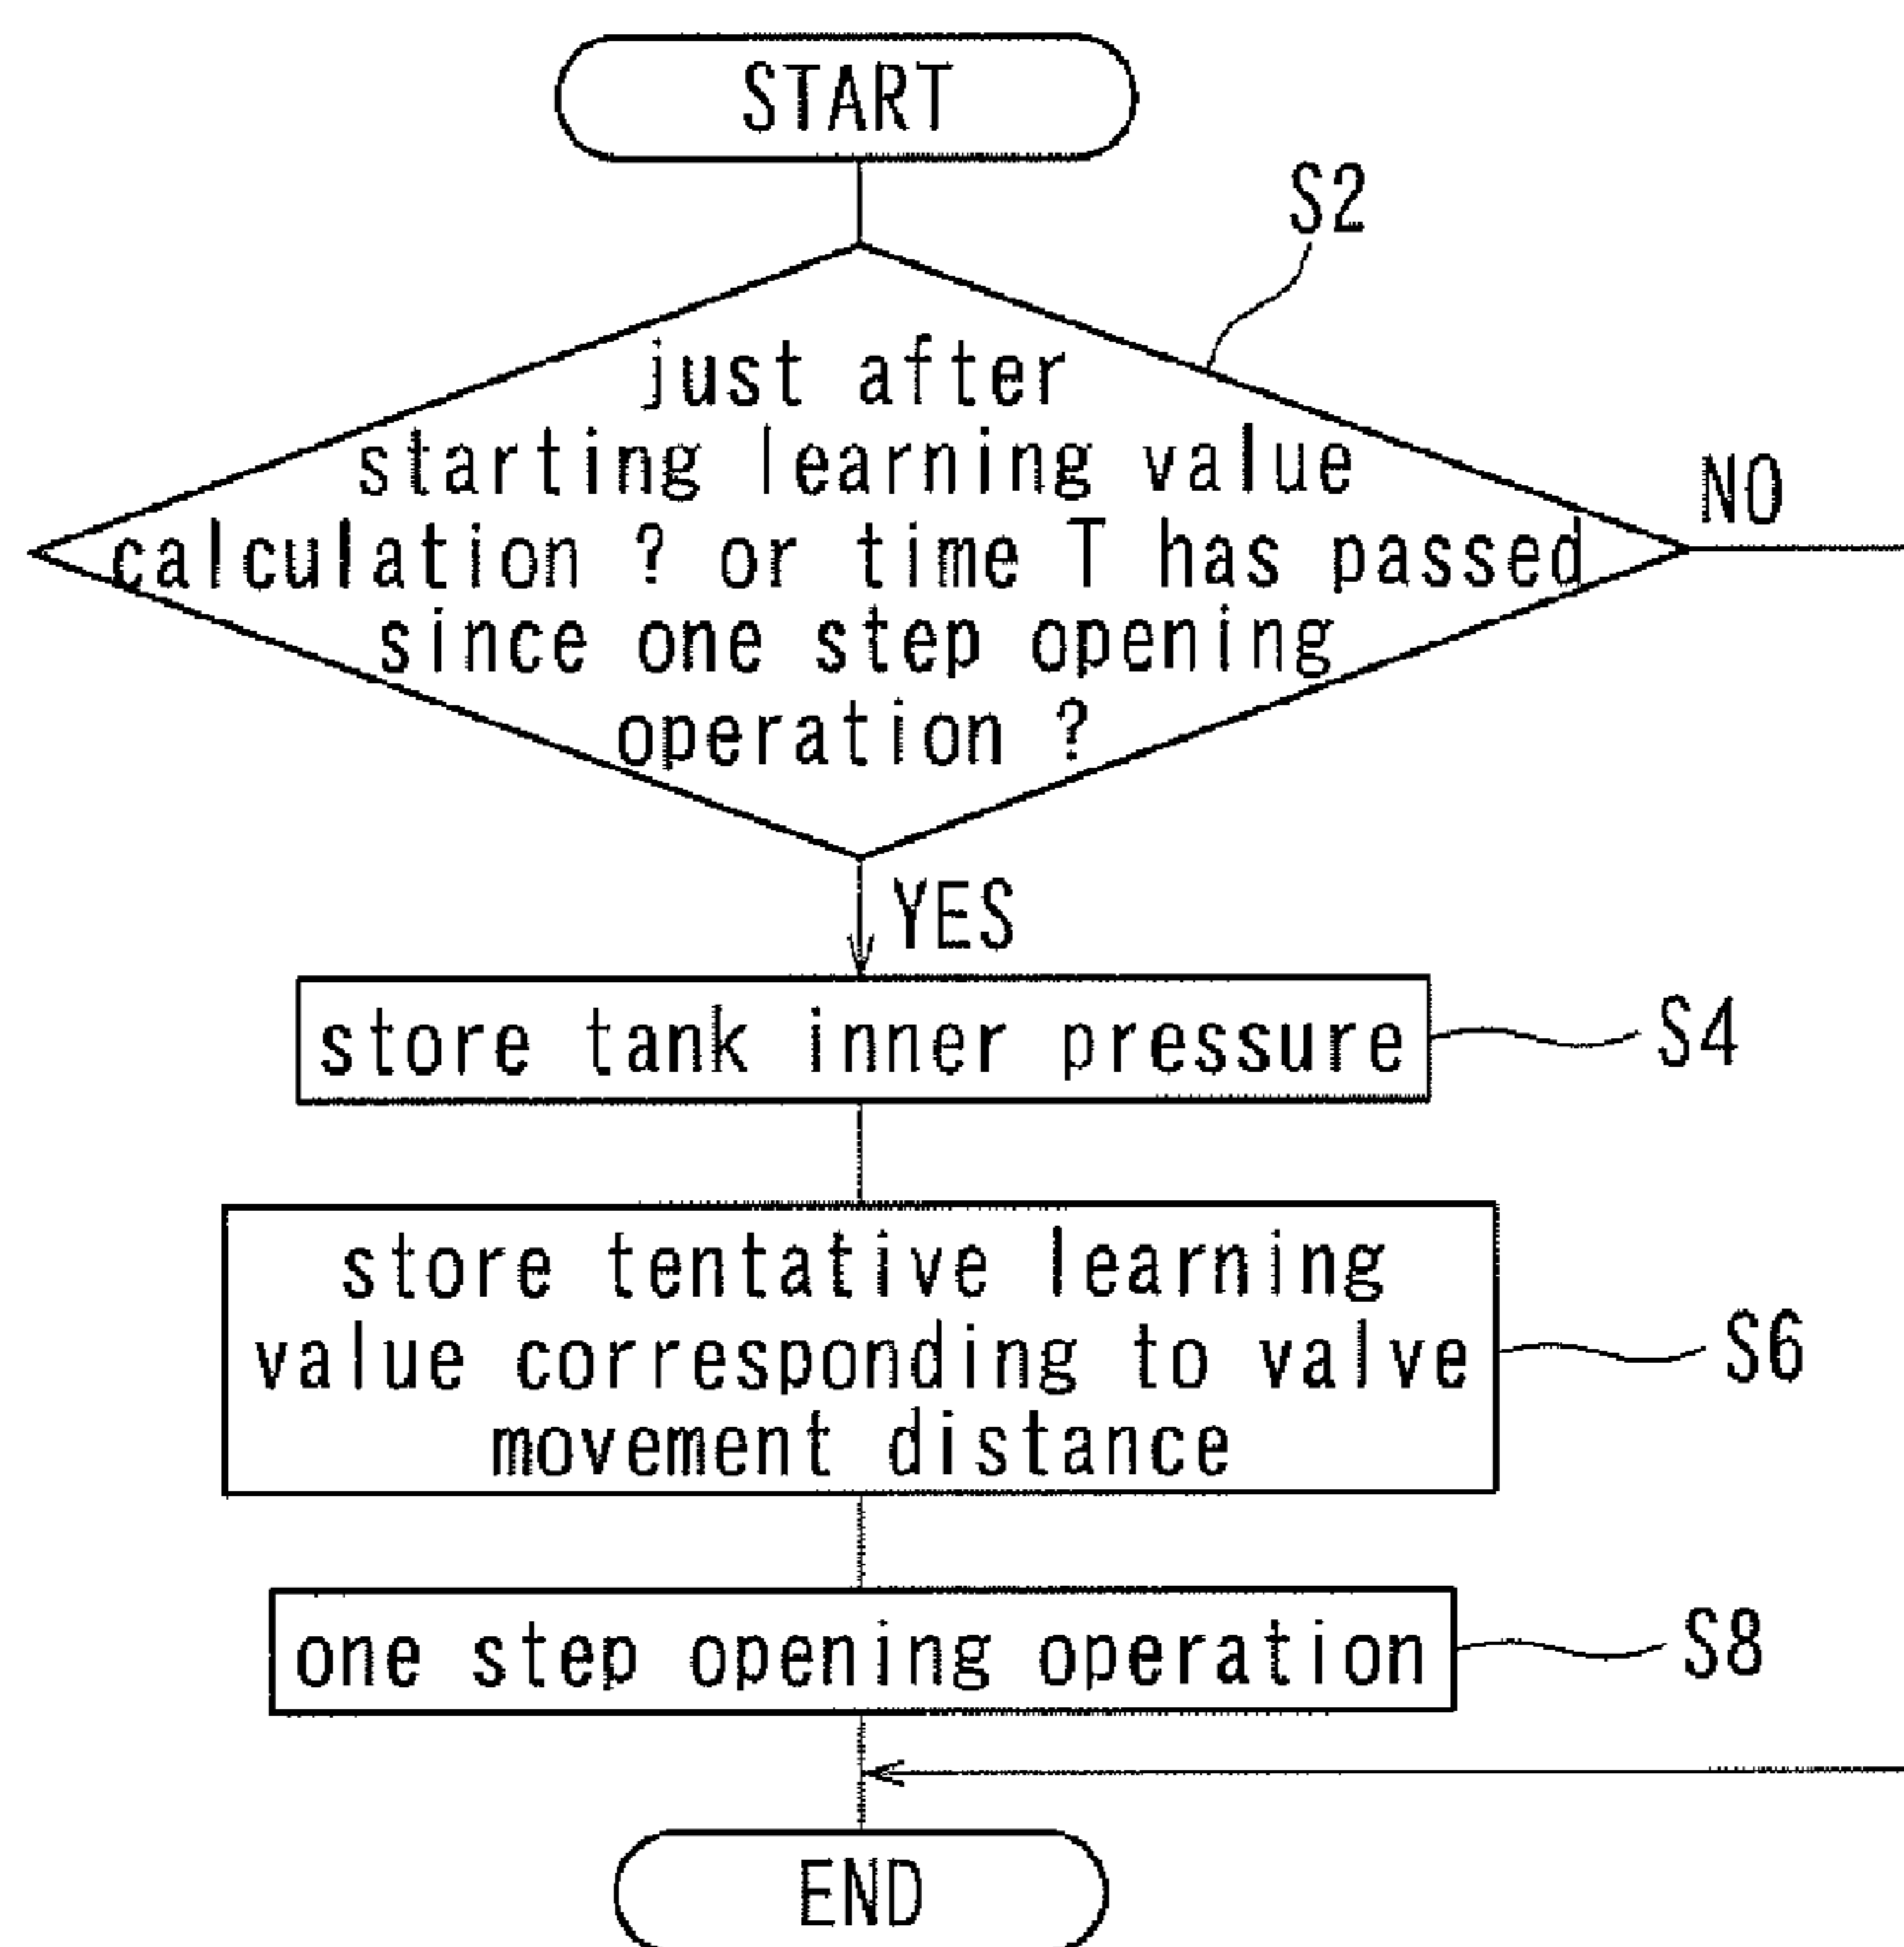 START
S2
just after
starting learning value
calculation ? or time T has passed
since one step opening
operation ?
NO
YES
store tank inner pressure
S4
store tentative learning
value corresponding to valve
movement distance
S6
one step opening operation
S8
END